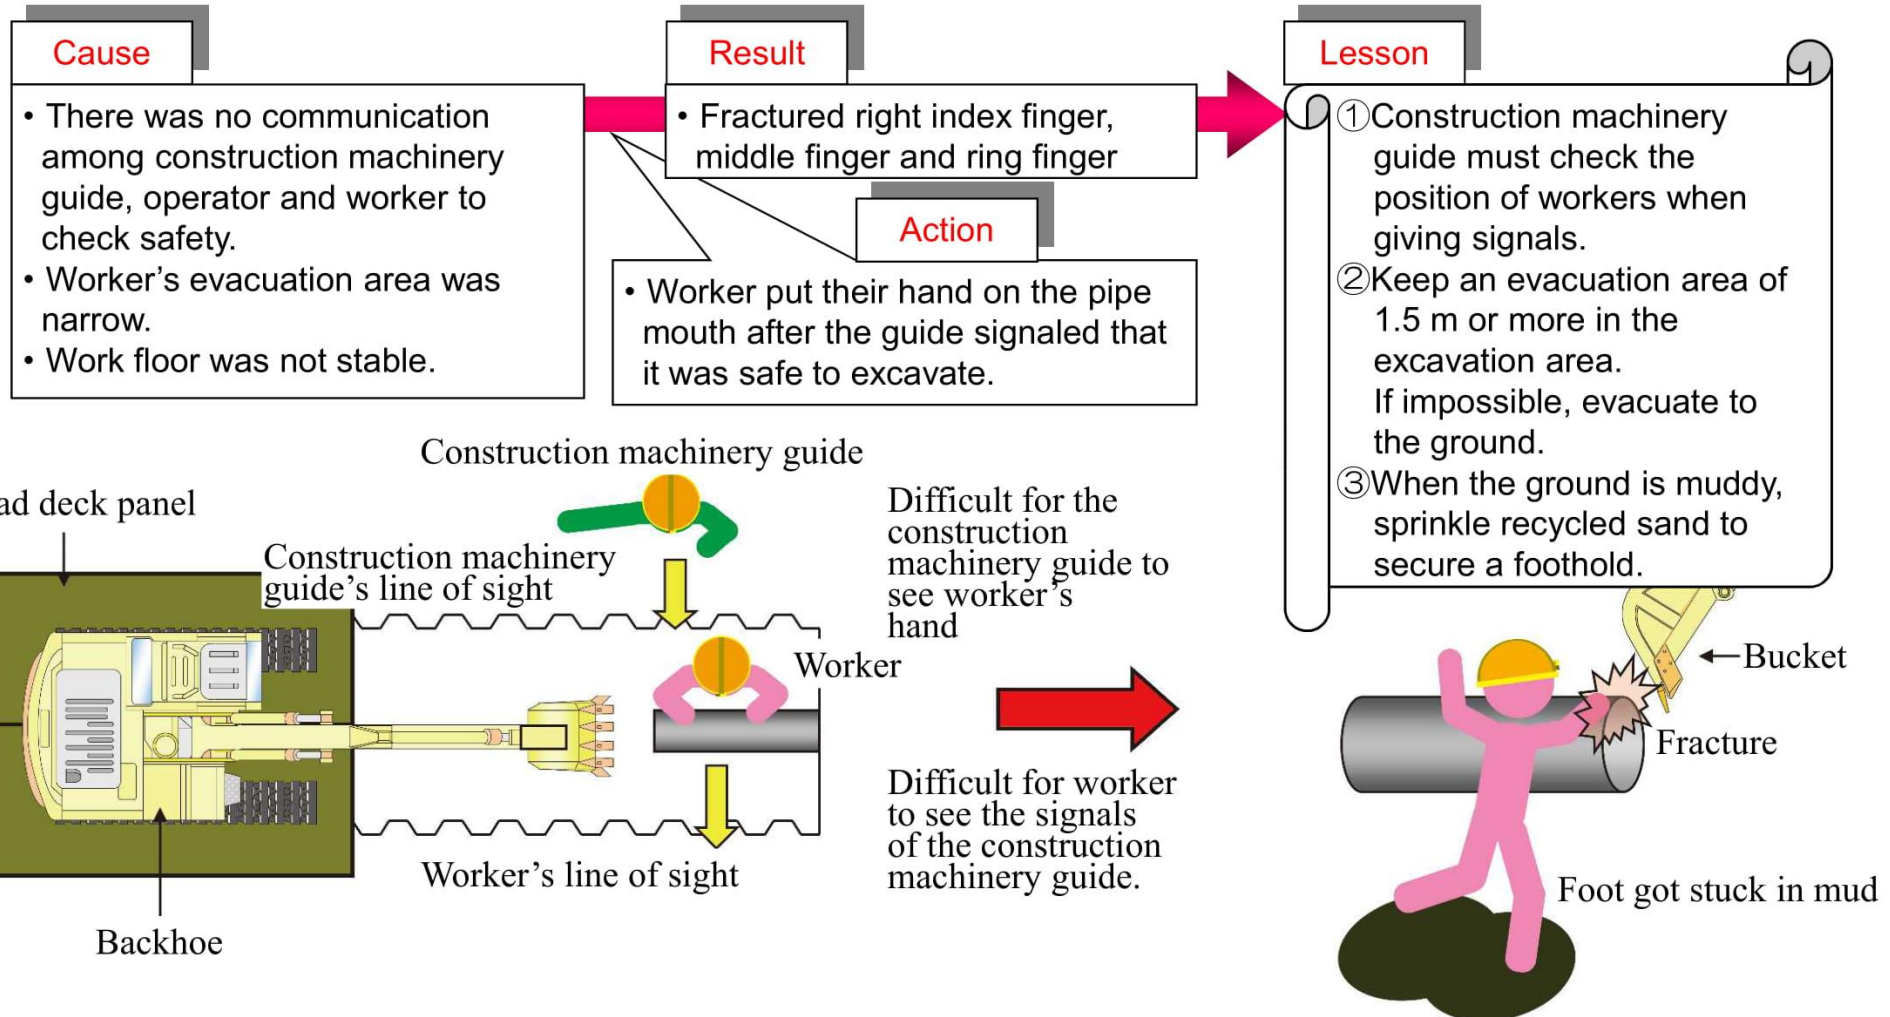 Cause
• There was no communication
among construction machinery
guide, operator and worker to
check safety.
• Worker's evacuation area was
narrow.
• Work floor was not stable.
Result
• Fractured right index finger,
middle finger and ring finger
Action
• Worker put their hand on the pipe
mouth after the guide signaled that
it was safe to excavate.
Lesson
①Construction machinery
guide must check the
position of workers when
giving signals.
②Keep an evacuation area of
1.5 m or more in the
excavation area.
If impossible, evacuate to
the ground.
③When the ground is muddy,
sprinkle recycled sand to
secure a foothold.
Construction machinery guide
ad deck panel
Construction machinery
guide’s line of sight
Worker
Worker’s line of sight
Backhoe
Difficult for the
construction
machinery guide to
see worker’s
hand
Difficult for worker
to see the signals
of the construction
machinery guide.
Bucket
Fracture
Foot got stuck in mud